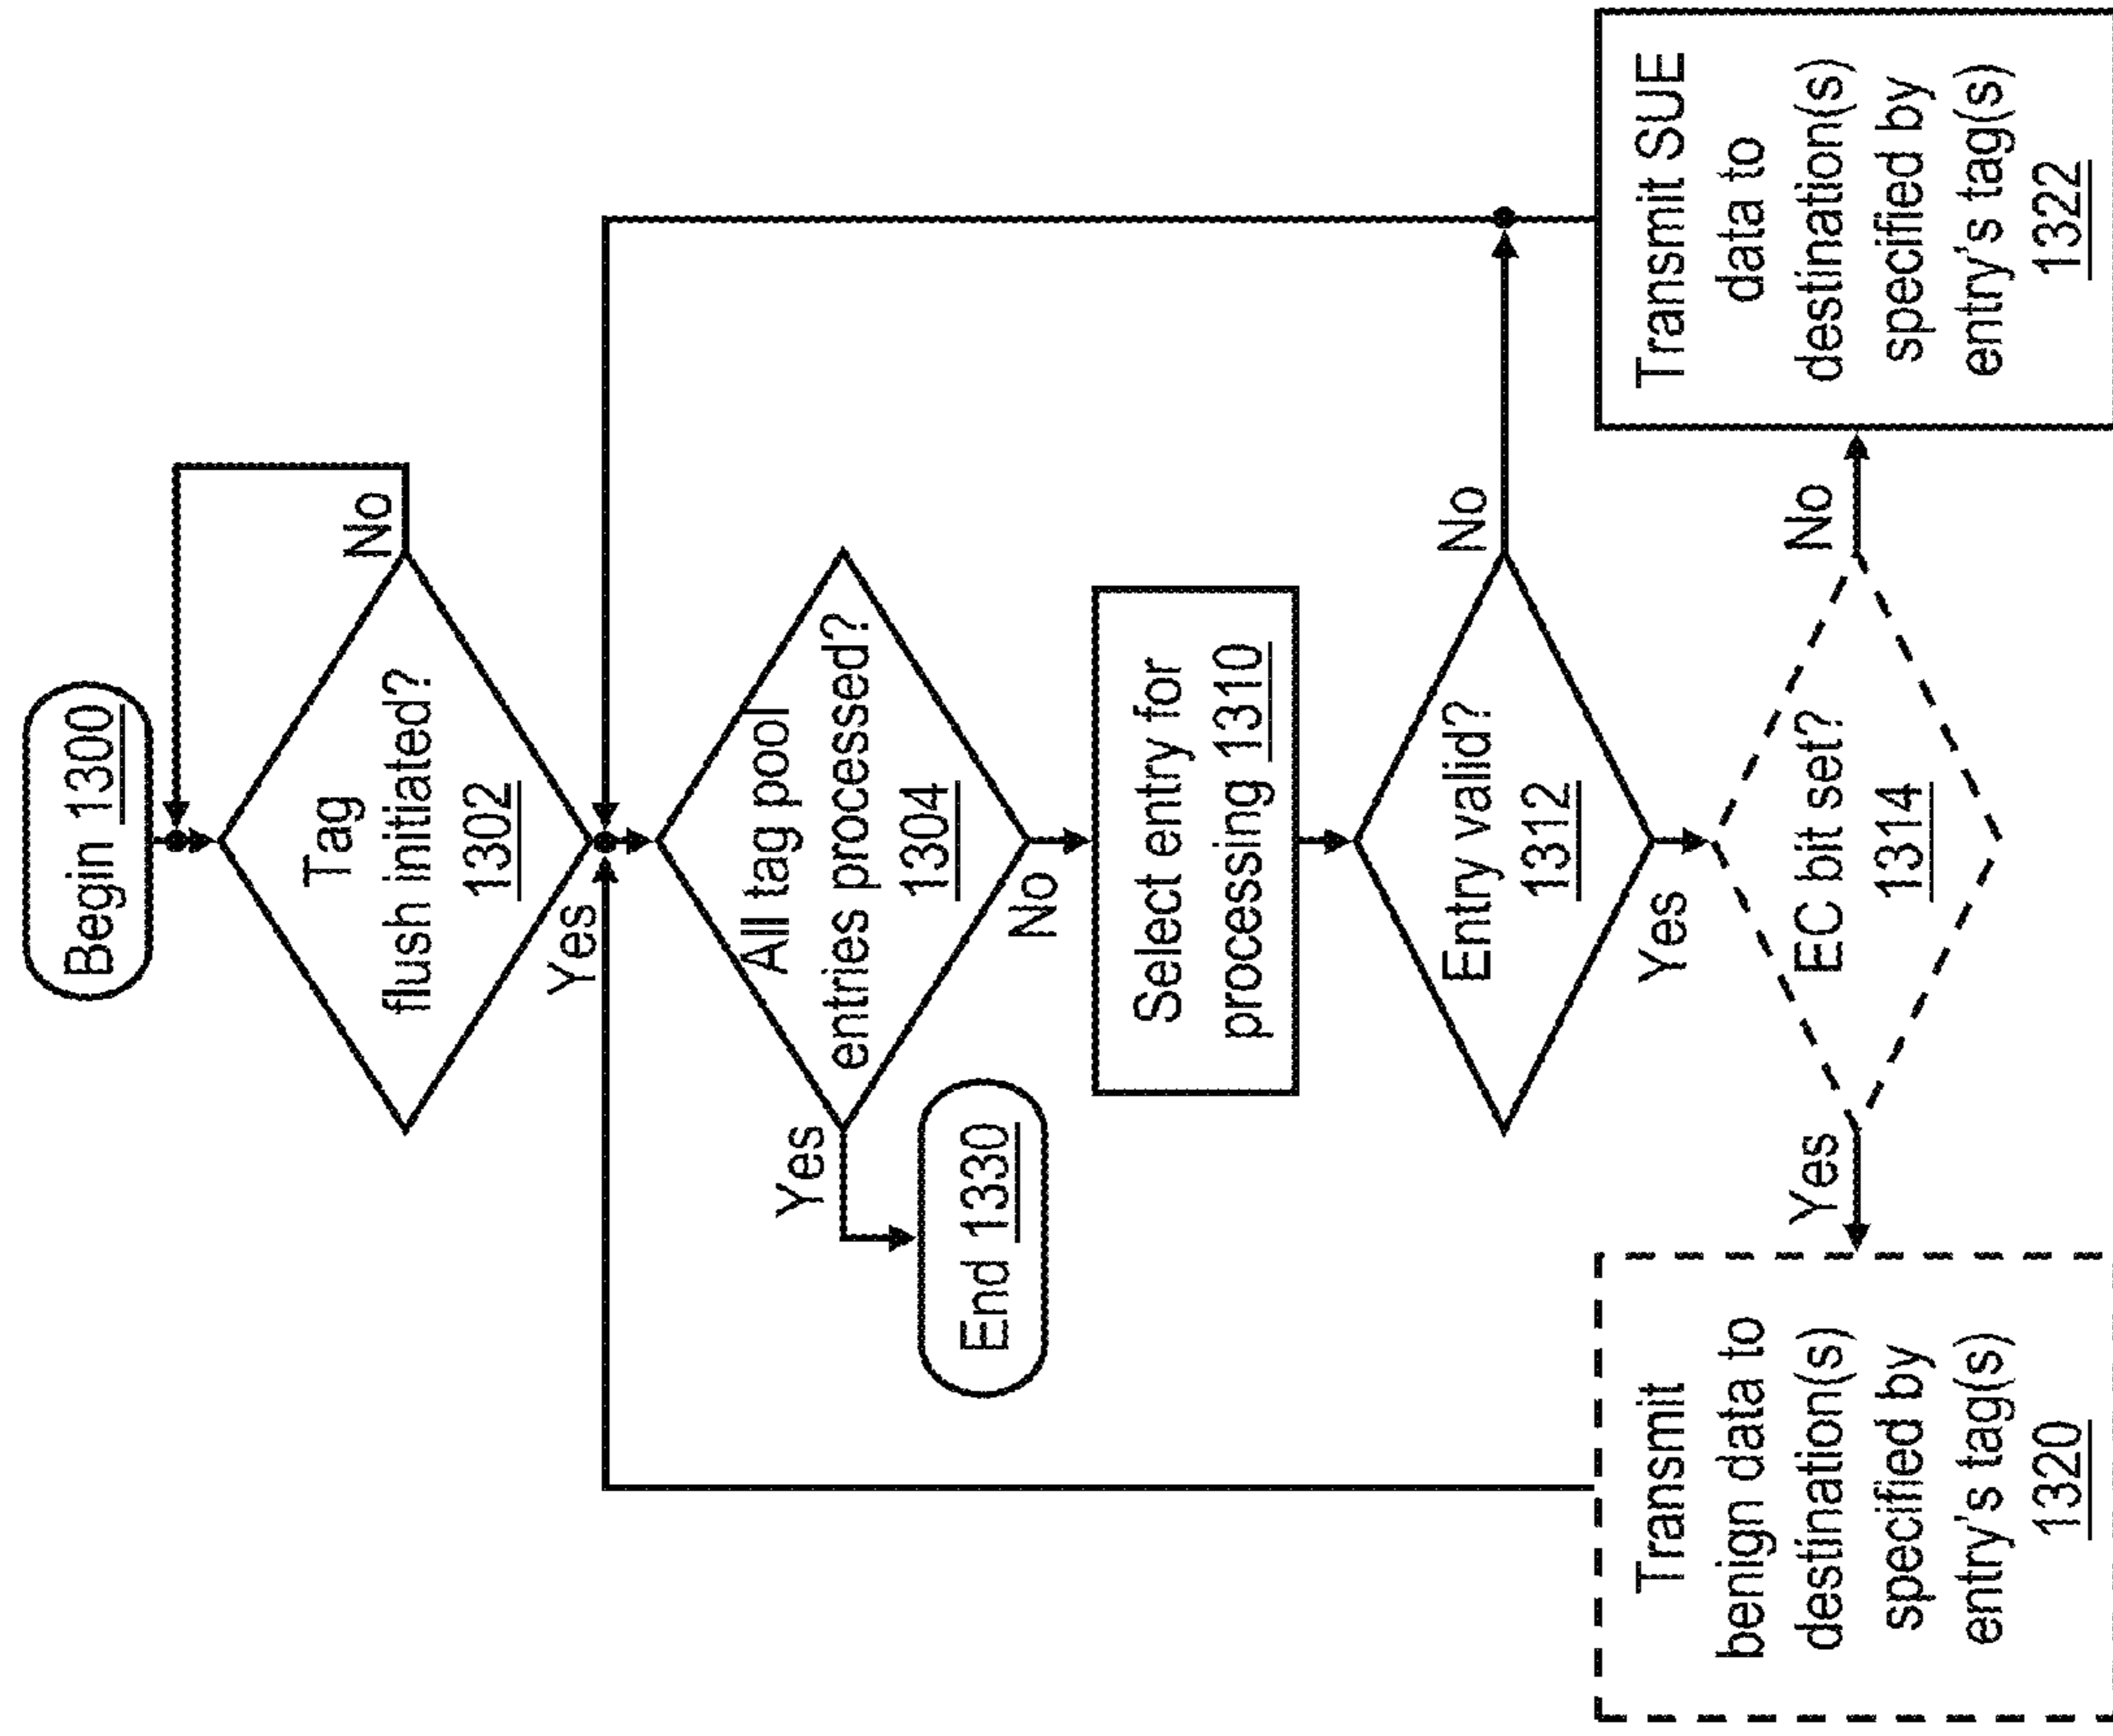 Begin 1300
Tag
flush initiated?
1302
No
Yes
All tag pool
entries processed?
1304
Yes
No
End 1330
Select entry for
processing 1310
Entry valid?
1312
No
Yes
EC bit set?
1314
Yes
No
Transmit
benign data to
destination(s)
specified by
entry's tag(s)
1320
Transmit SUE
data to
destination(s)
specified by
entry's tag(s)
1322